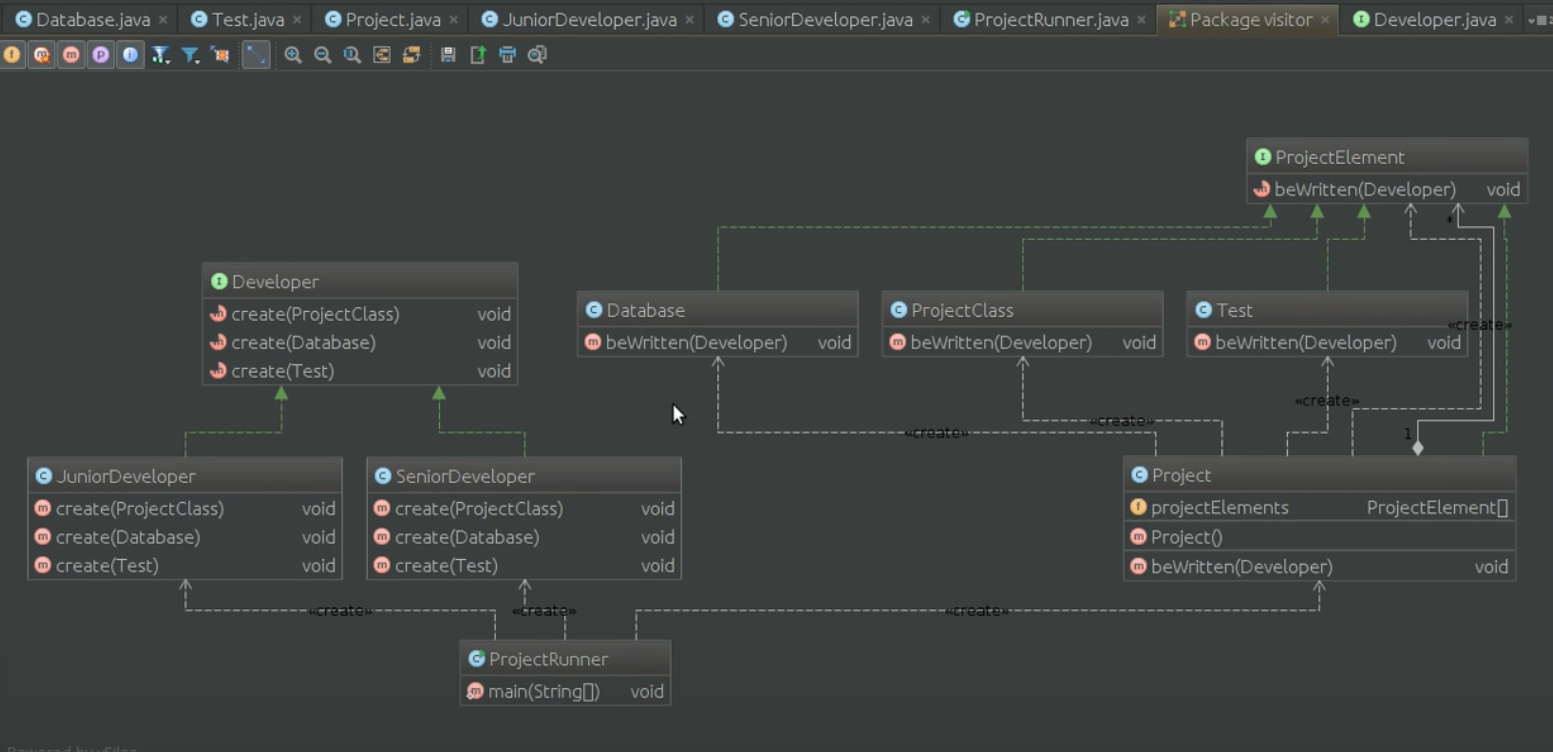 Database.java × Test.java × Project.java × JuniorDeveloper.java × SeniorDeveloper.java × ProjectRunner.java × Package visitor × Developer.java ×
ProjectElement
beWritten(Developer) void
*
Developer
create(ProjectClass) void
create(Database) void
create(Test) void
Database
beWritten(Developer) void
ProjectClass
beWritten(Developer) void
Test
beWritten(Developer) void
«create»
«create»
«create»
«create»
1
JuniorDeveloper
create(ProjectClass) void
create(Database) void
create(Test) void
SeniorDeveloper
create(ProjectClass) void
create(Database) void
create(Test) void
Project
projectElements ProjectElement[]
Project()
beWritten(Developer) void
«create»
«create»
«create»
ProjectRunner
main(String[]) void
Powered by yFiles